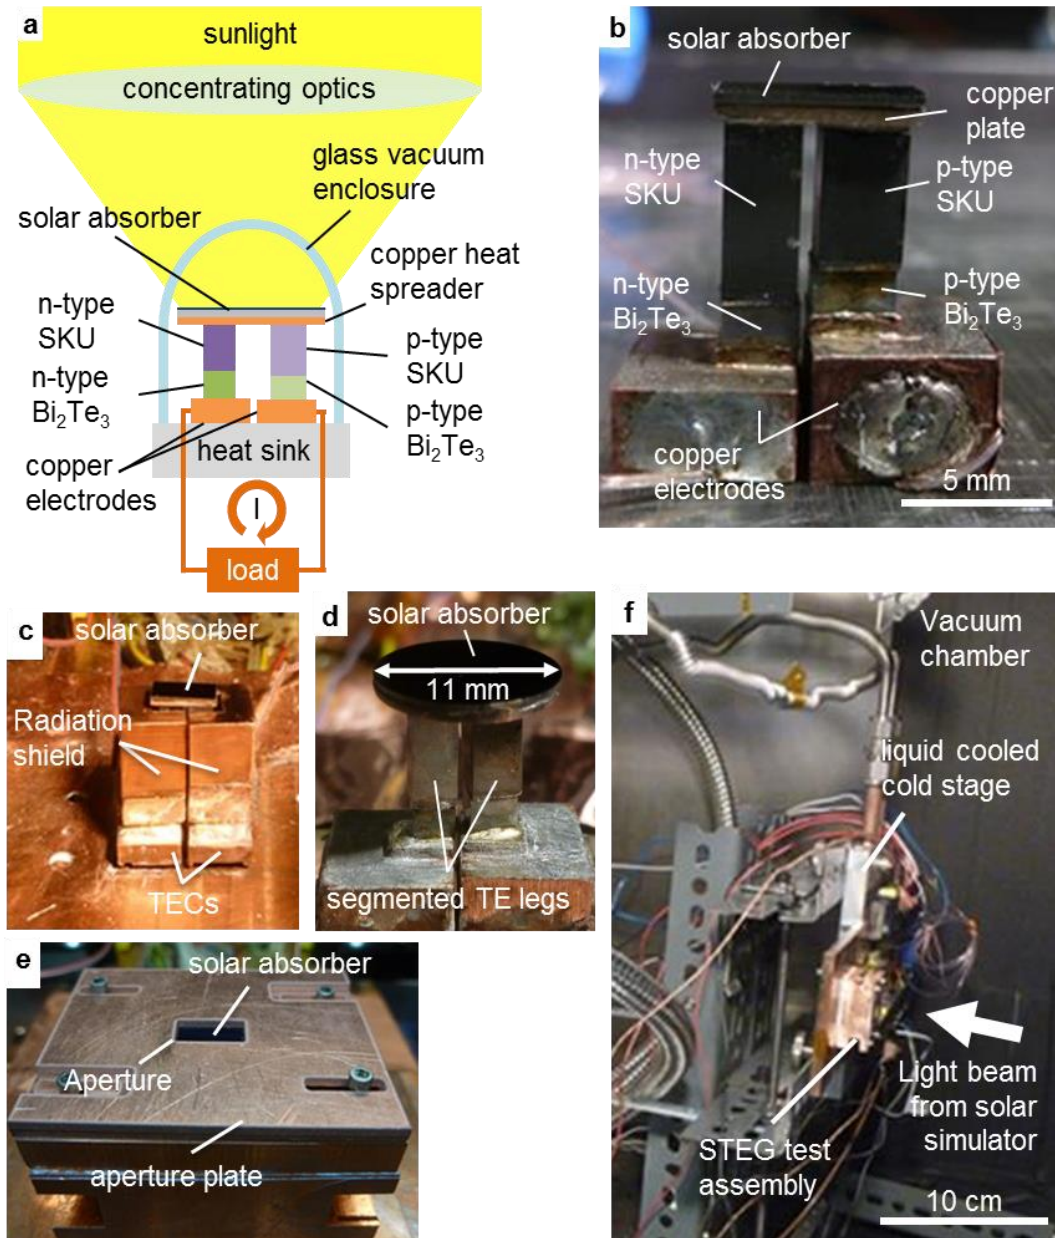 a
sunlight
concentrating optics
glass vacuum
enclosure
solar absorber
copper heat
spreader
n-type
SKU
p-type
SKU
n-type
Bi₂Te₃
p-type
Bi₂Te₃
heat sink
copper
electrodes
I
load
b
solar absorber
copper
plate
n-type
SKU
p-type
SKU
n-type
Bi₂Te₃
p-type
Bi₂Te₃
copper
electrodes
5 mm
c
solar absorber
Radiation
shield
TECs
d
solar absorber
11 mm
segmented TE legs
e
solar absorber
Aperture
aperture plate
f
Vacuum
chamber
liquid cooled
cold stage
Light beam
from solar
simulator
STEG test
assembly
10 cm